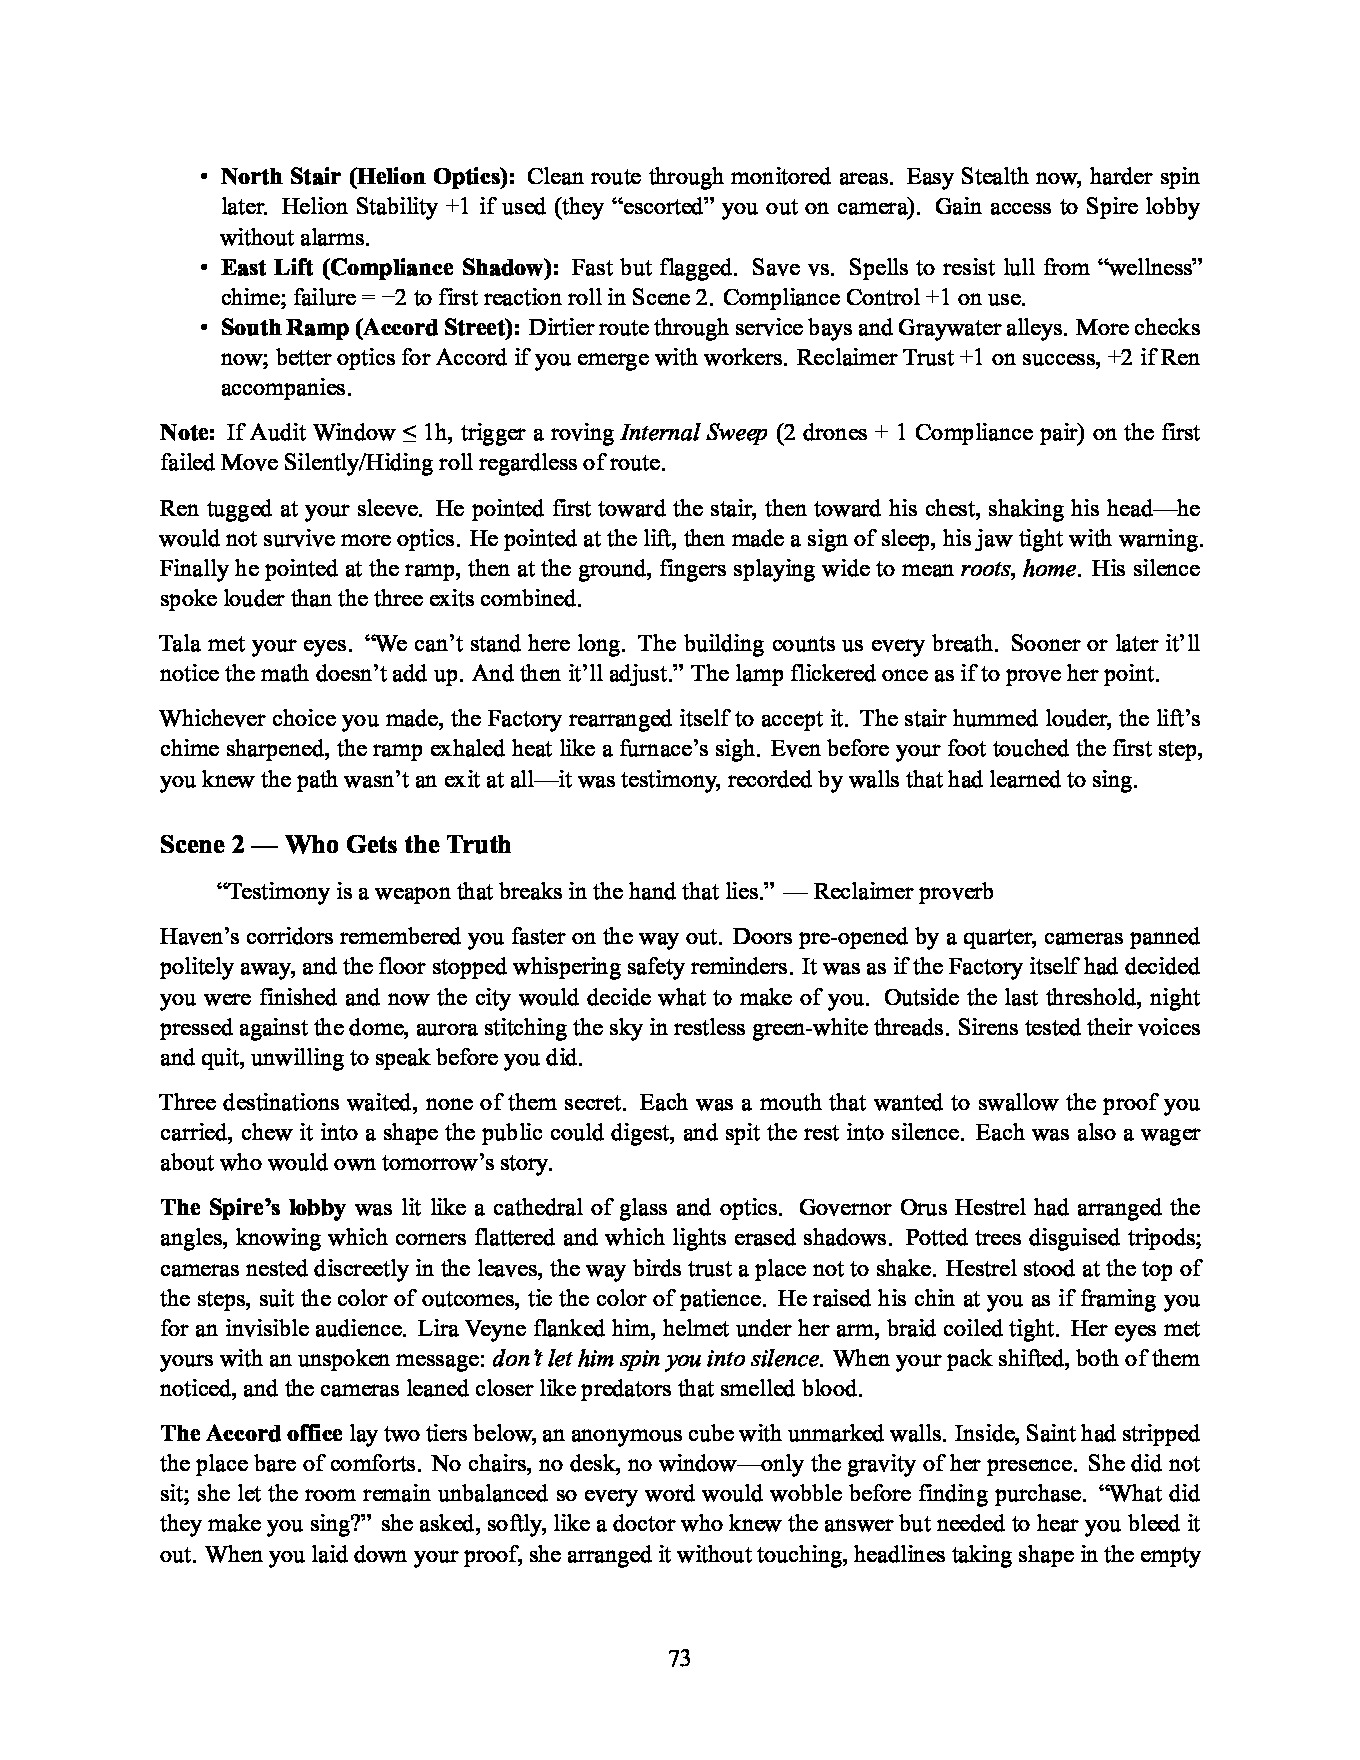 • North Stair (Helion Optics): Clean route through monitored areas. Easy Stealth now, harder spin
later. Helion Stability +1 if used (they “escorted” you out on camera). Gain access to Spire lobby
without alarms.
• East Lift (Compliance Shadow): Fast but flagged. Save vs. Spells to resist lull from “wellness”
chime; failure = −2 to first reaction roll in Scene 2. Compliance Control +1 on use.
• South Ramp (Accord Street): Dirtier route through service bays and Graywater alleys. More checks
now; better optics for Accord if you emerge with workers. Reclaimer Trust +1 on success, +2 if Ren
accompanies.
Note: If Audit Window ≤ 1h, trigger a roving Internal Sweep (2 drones + 1 Compliance pair) on the first
failed Move Silently/Hiding roll regardless of route.
Ren tugged at your sleeve. He pointed first toward the stair, then toward his chest, shaking his head—he
would not survive more optics. He pointed at the lift, then made a sign of sleep, his jaw tight with warning.
Finally he pointed at the ramp, then at the ground, fingers splaying wide to mean roots, home. His silence
spoke louder than the three exits combined.
Tala met your eyes. “We can’t stand here long. The building counts us every breath. Sooner or later it’ll
notice the math doesn’t add up. And then it’ll adjust.” The lamp flickered once as if to prove her point.
Whichever choice you made, the Factory rearranged itself to accept it. The stair hummed louder, the lift’s
chime sharpened, the ramp exhaled heat like a furnace’s sigh. Even before your foot touched the first step,
you knew the path wasn’t an exit at all—it was testimony, recorded by walls that had learned to sing.
Scene 2 — Who Gets the Truth
“Testimony is a weapon that breaks in the hand that lies.” — Reclaimer proverb
Haven’s corridors remembered you faster on the way out. Doors pre-opened by a quarter, cameras panned
politely away, and the floor stopped whispering safety reminders. It was as if the Factory itself had decided
you were finished and now the city would decide what to make of you. Outside the last threshold, night
pressed against the dome, aurora stitching the sky in restless green-white threads. Sirens tested their voices
and quit, unwilling to speak before you did.
Three destinations waited, none of them secret. Each was a mouth that wanted to swallow the proof you
carried, chew it into a shape the public could digest, and spit the rest into silence. Each was also a wager
about who would own tomorrow’s story.
The Spire’s lobby was lit like a cathedral of glass and optics. Governor Orus Hestrel had arranged the
angles, knowing which corners flattered and which lights erased shadows. Potted trees disguised tripods;
cameras nested discreetly in the leaves, the way birds trust a place not to shake. Hestrel stood at the top of
the steps, suit the color of outcomes, tie the color of patience. He raised his chin at you as if framing you
for an invisible audience. Lira Veyne flanked him, helmet under her arm, braid coiled tight. Her eyes met
yours with an unspoken message: don’t let him spin you into silence. When your pack shifted, both of them
noticed, and the cameras leaned closer like predators that smelled blood.
The Accord office lay two tiers below, an anonymous cube with unmarked walls. Inside, Saint had stripped
the place bare of comforts. No chairs, no desk, no window—only the gravity of her presence. She did not
sit; she let the room remain unbalanced so every word would wobble before finding purchase. “What did
they make you sing?” she asked, softly, like a doctor who knew the answer but needed to hear you bleed it
out. When you laid down your proof, she arranged it without touching, headlines taking shape in the empty
73